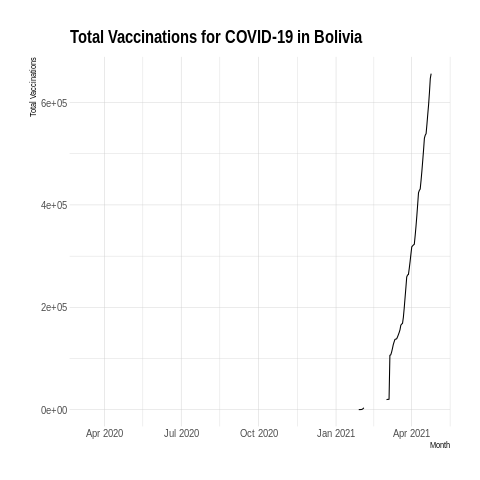 Total Vaccinations for COVID-19 in Bolivia
Total Vaccinations
6e+05
4e+05
2e+05
0e+00
Apr 2020 Jul 2020 Oct 2020 Jan 2021 Apr 2021
Month